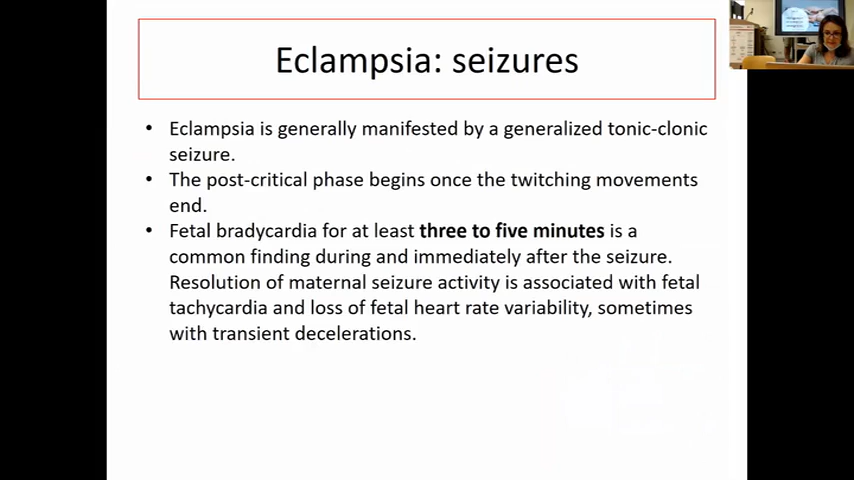 Eclampsia: seizures
• Eclampsia is generally manifested by a generalized tonic-clonic
seizure.
• The post-critical phase begins once the twitching movements
end.
• Fetal bradycardia for at least three to five minutes is a
common finding during and immediately after the seizure.
Resolution of maternal seizure activity is associated with fetal
tachycardia and loss of fetal heart rate variability, sometimes
with transient decelerations.